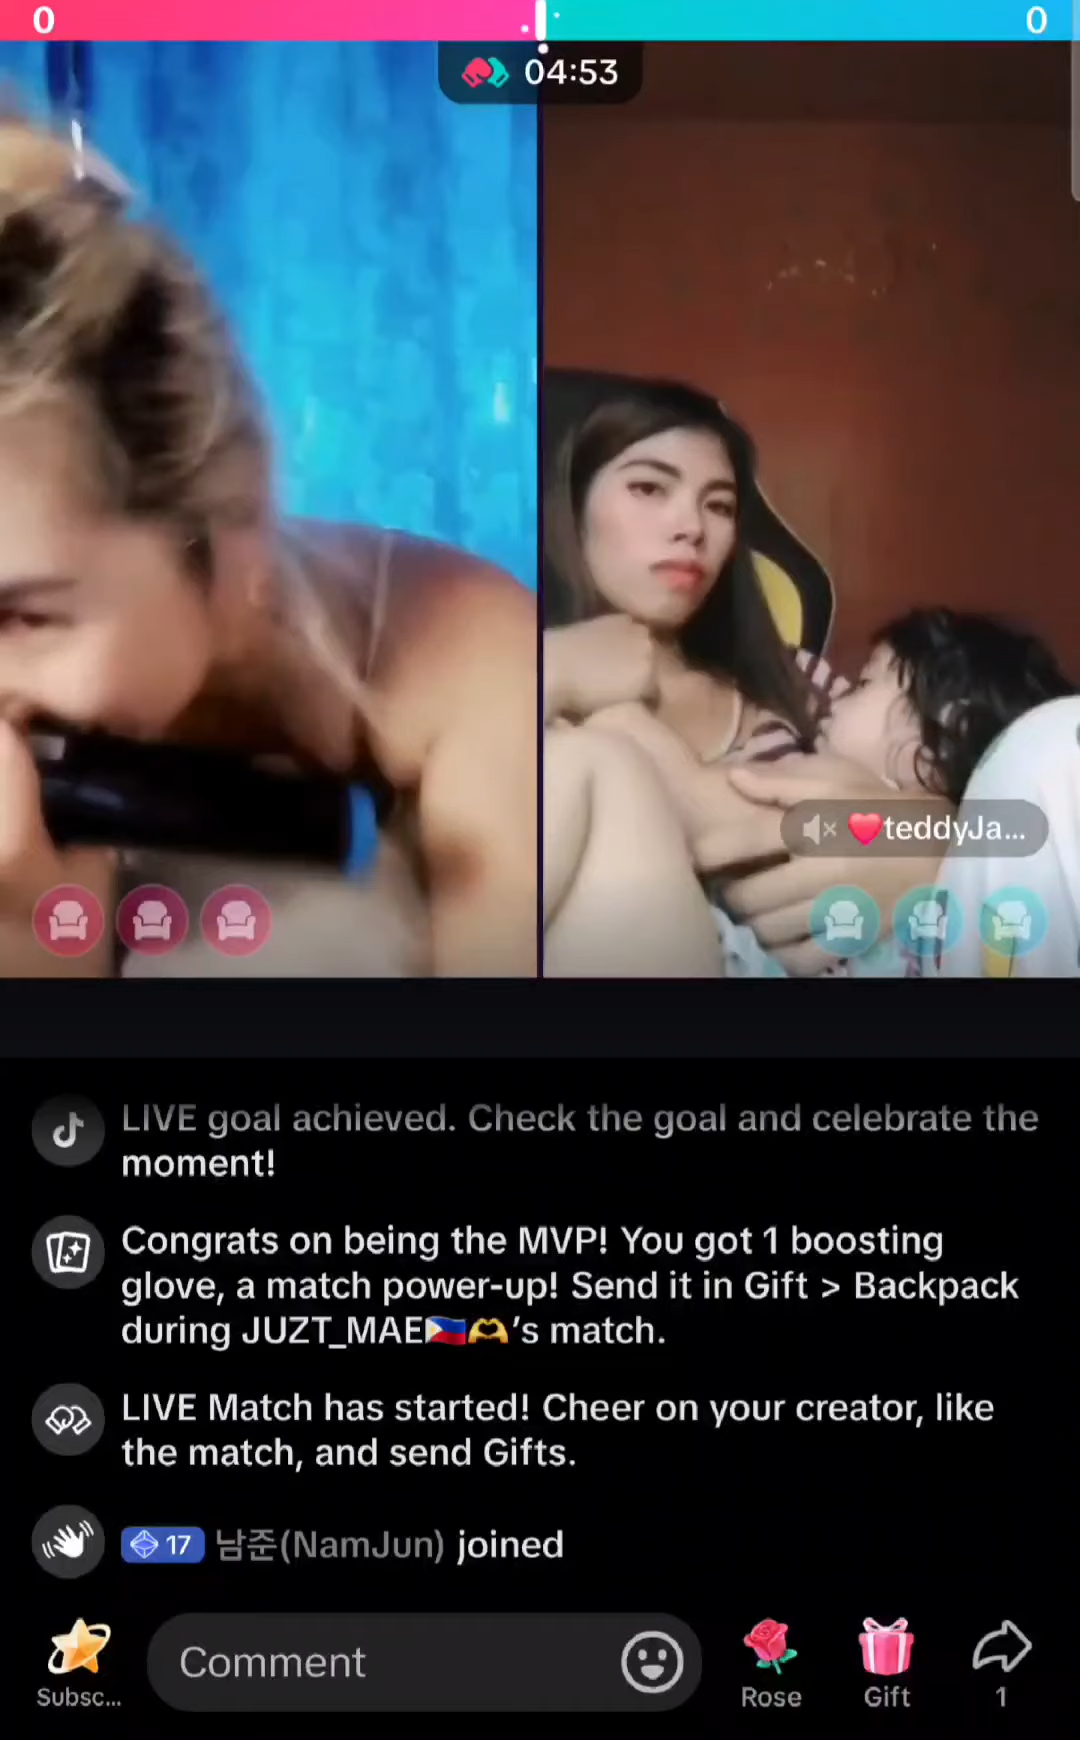 0
0
04:53
❤️teddyJa...
LIVE goal achieved. Check the goal and celebrate the
moment!
Congrats on being the MVP! You got 1 boosting
glove, a match power-up! Send it in Gift > Backpack
during JUZT_MAE🇵🇭🫶's match.
LIVE Match has started! Cheer on your creator, like
the match, and send Gifts.
17 남준(NamJun) joined
Comment
Subsc...
Rose
Gift
1